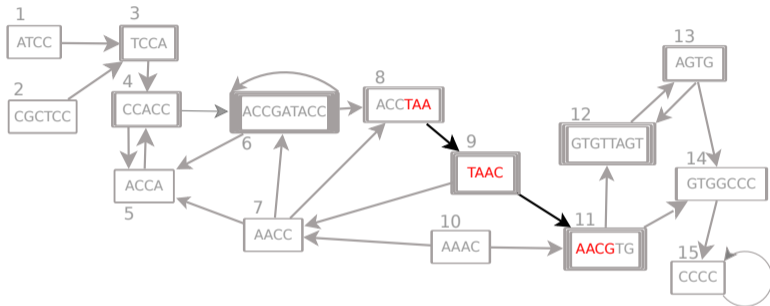 1
ATCC
2
CGCTCC
3
TCCA
4
CCACC
ACCA
5
ACCGATACC
6
7
AACC
8
ACCTAA
9
TAAC
10
AAAC
11
AACGTG
12
GTGTTAGT
13
AGTG
14
GTGGCCC
15
CCCC